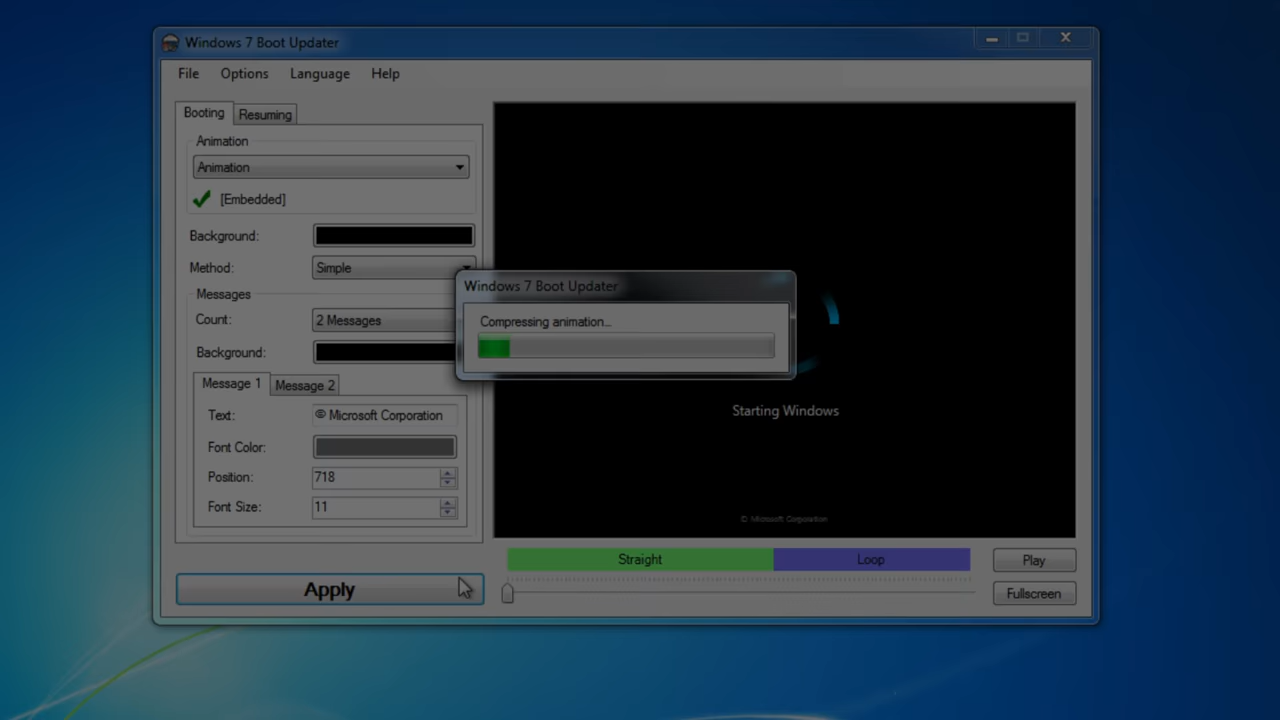 Windows 7 Boot Updater
File Options Language Help
Booting Resuming
Animation
Animation
[Embedded]
Background:
Method: Simple
Messages
Count: 2 Messages
Background:
Message 1 Message 2
Text: © Microsoft Corporation
Font Color:
Position: 718
Font Size: 11
Apply
Windows 7 Boot Updater
Compressing animation...
Starting Windows
© Microsoft Corporation
Straight Loop
Play
Fullscreen